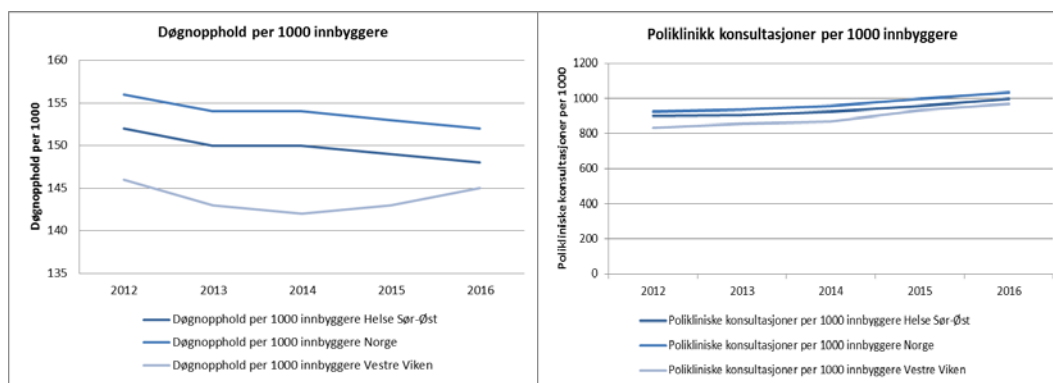 Døgnopphold per 1000 innbyggere
Døgnopphold per 1000
160
155
150
145
140
135
2012 2013 2014 2015 2016
Døgnopphold per 1000 innbyggere Helse Sør-Øst
Døgnopphold per 1000 innbyggere Norge
Døgnopphold per 1000 innbyggere Vestre Viken
Poliklinikk konsultasjoner per 1000 innbyggere
Polikliniske konsultasjoner per 1000
1200
1000
800
600
400
200
0
2012 2013 2014 2015 2016
Polikliniske konsultasjoner per 1000 innbyggere Helse Sør-Øst
Polikliniske konsultasjoner per 1000 innbyggere Norge
Polikliniske konsultasjoner per 1000 innbyggere Vestre Viken